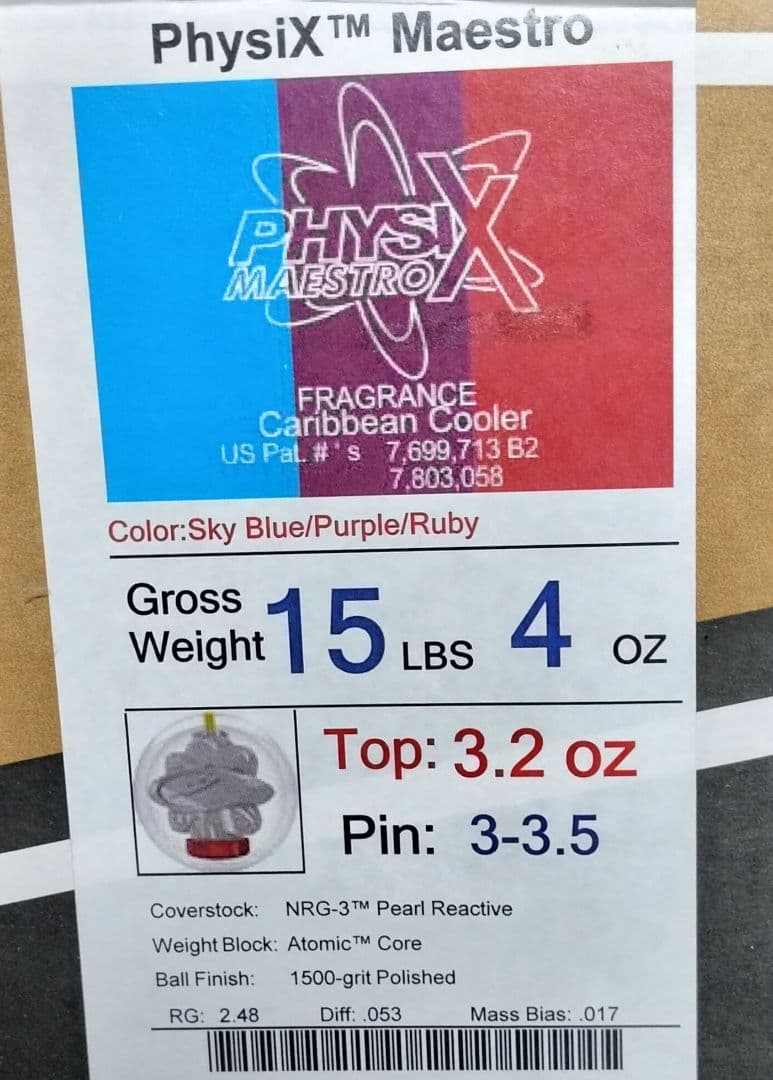 PhysiX™ Maestro
PHYSIX
MAESTRO
FRAGRANCE
Caribbean Cooler
US Pat. #'s 7,699,713 B2
7,803,058
Color:Sky Blue/Purple/Ruby
Gross
Weight 15 LBS 4 OZ
Top: 3.2 oz
Pin: 3-3.5
Coverstock: NRG-3™ Pearl Reactive
Weight Block: Atomic™ Core
Ball Finish: 1500-grit Polished
RG: 2.48 Diff: .053 Mass Bias: .017